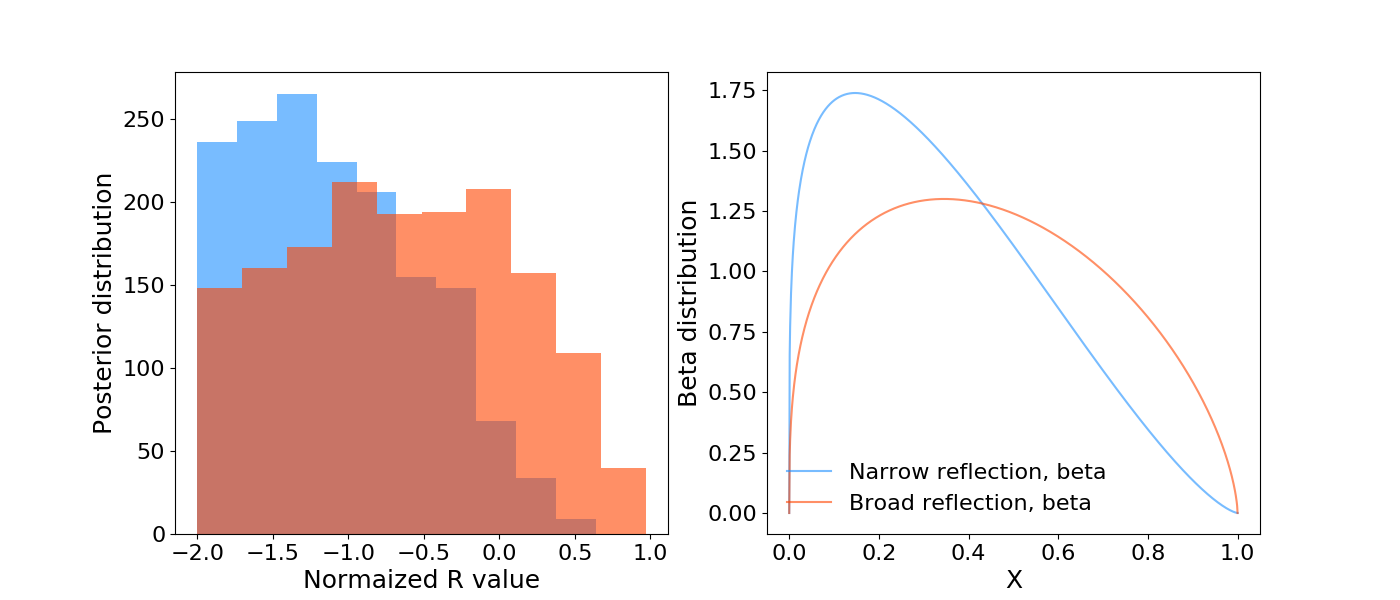 Posterior distribution
250
200
150
100
50
0
−2.0 −1.5 −1.0 −0.5 0.0 0.5 1.0
Normaized R value
Beta distribution
1.75
1.50
1.25
1.00
0.75
0.50
0.25
0.00
Narrow reflection, beta
Broad reflection, beta
0.0 0.2 0.4 0.6 0.8 1.0
X